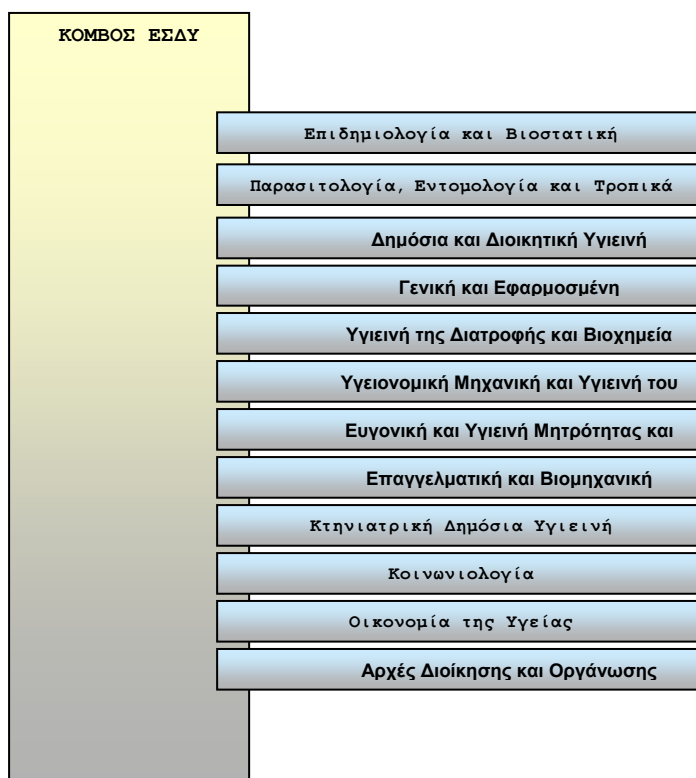 ΚΟΜΒΟΣ ΕΣΔΥ
Επιδημιολογία και Βιοστατική
Παρασιτολογία, Εντομολογία και Τροπικά
Δημόσια και Διοικητική Υγιεινή
Γενική και Εφαρμοσμένη
Υγιεινή της Διατροφής και Βιοχημεία
Υγειονομική Μηχανική και Υγιεινή του
Ευγονική και Υγιεινή Μητρότητας και
Επαγγελματική και Βιομηχανική
Κτηνιατρική Δημόσια Υγιεινή
Κοινωνιολογία
Οικονομία της Υγείας
Αρχές Διοίκησης και Οργάνωσης